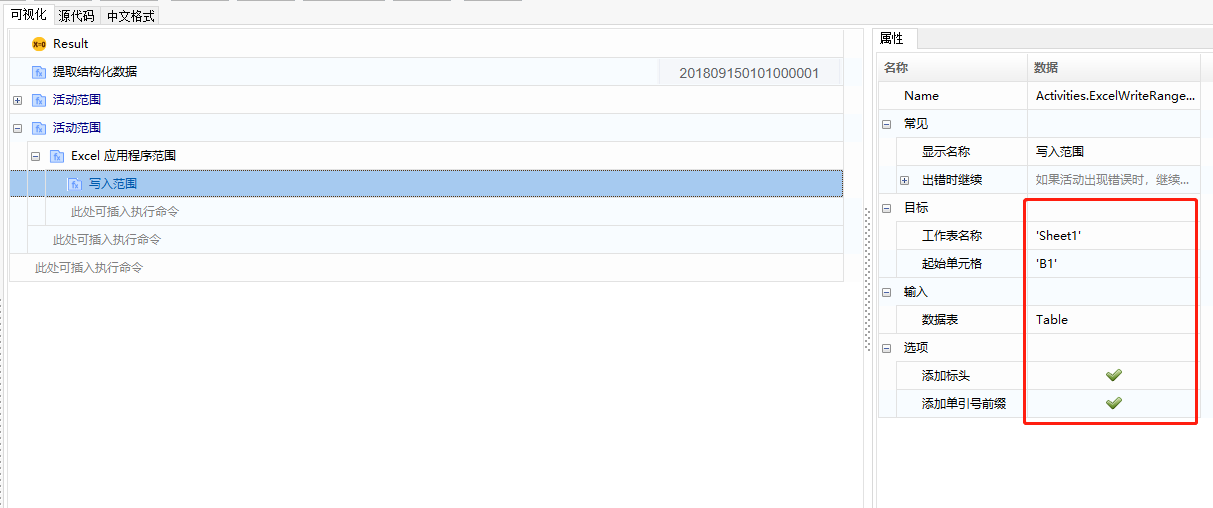 可视化 源代码 中文格式
x=0 Result
fx 提取结构化数据 201809150101000001
fx 活动范围
fx 活动范围
fx Excel 应用程序范围
fx 写入范围
此处可插入执行命令
此处可插入执行命令
此处可插入执行命令
属性
名称 数据
Name Activities.ExcelWriteRange...
常见
显示名称 写入范围
出错时继续 如果活动出现错误时，继续...
目标
工作表名称 'Sheet1'
起始单元格 'B1'
输入
数据表 Table
选项
添加标头
添加单引号前缀